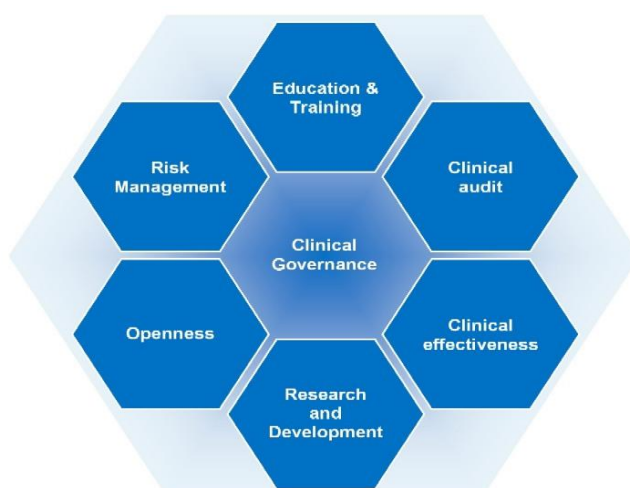 Education &
Training
Risk
Management
Clinical
audit
Clinical
Governance
Openness
Clinical
effectiveness
Research
and
Development